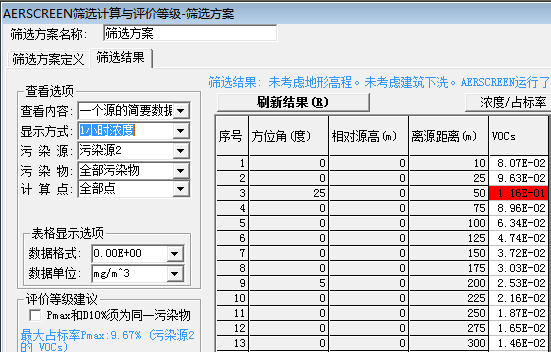 AERSCREEN筛选计算与评价等级-筛选方案
筛选方案名称: 筛选方案
筛选方案定义 筛选结果
筛选结果: 未考虑地形高程。未考虑建筑下洗。AERSCREEN运行了
刷新结果(R) 浓度/占标率
查看选项
查看内容: 一个源的简要数据
显示方式: 1小时浓度
污 染 源: 污染源2
污 染 物: 全部污染物
计 算 点: 全部点
表格显示选项
数据格式: 0.00E+00
数据单位: mg/m^3
评价等级建议
Pmax和D10%须为同一污染物
最大占标率Pmax:9.67% (污染源2
的 VOCs)
序号 方位角(度) 相对源高(m) 离源距离(m) VOCs
1 0 0 10 8.07E-02
2 0 0 25 9.63E-02
3 25 0 50 1.16E-01
4 0 0 75 8.96E-02
5 0 0 100 6.34E-02
6 0 0 125 4.74E-02
7 0 0 150 3.72E-02
8 0 0 175 3.03E-02
9 5 0 200 2.53E-02
10 0 0 225 2.16E-02
11 0 0 250 1.87E-02
12 0 0 275 1.65E-02
13 0 0 300 1.46E-02